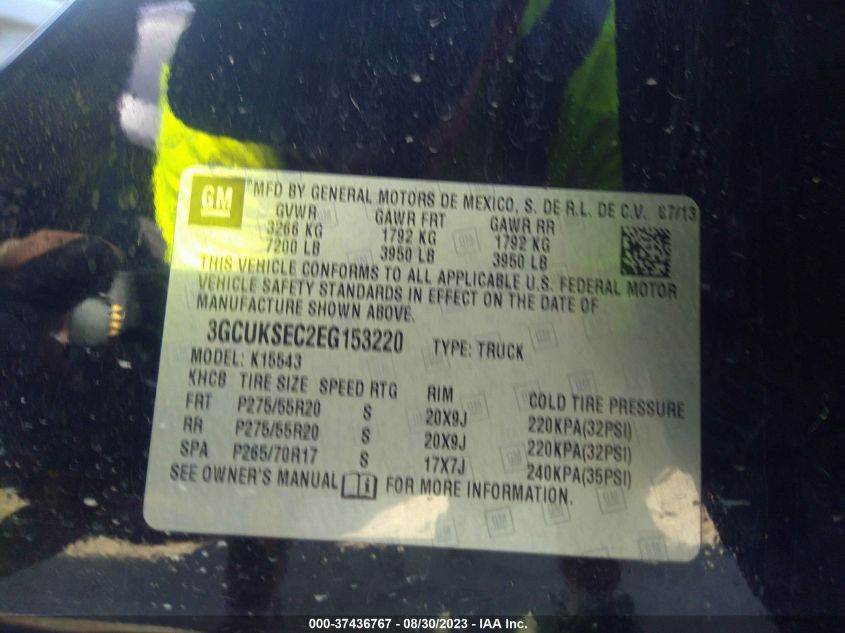 GM MFD BY GENERAL MOTORS DE MEXICO, S. DE R.L. DE C.V. 07/13
GVWR GAWR FRT GAWR RR
3266 KG 1792 KG 1792 KG
7200 LB 3950 LB 3950 LB
THIS VEHICLE CONFORMS TO ALL APPLICABLE U.S. FEDERAL MOTOR
VEHICLE SAFETY STANDARDS IN EFFECT ON THE DATE OF
MANUFACTURE SHOWN ABOVE.
3GCUKSEC2EG153220 TYPE: TRUCK
MODEL: K15543
KHCB TIRE SIZE SPEED RTG RIM COLD TIRE PRESSURE
FRT P275/55R20 S 20X9J 220KPA(32PSI)
RR P275/55R20 S 20X9J 220KPA(32PSI)
SPA P265/70R17 S 17X7J 240KPA(35PSI)
SEE OWNER'S MANUAL FOR MORE INFORMATION.
000-37436767 - 08/30/2023 - IAA Inc.